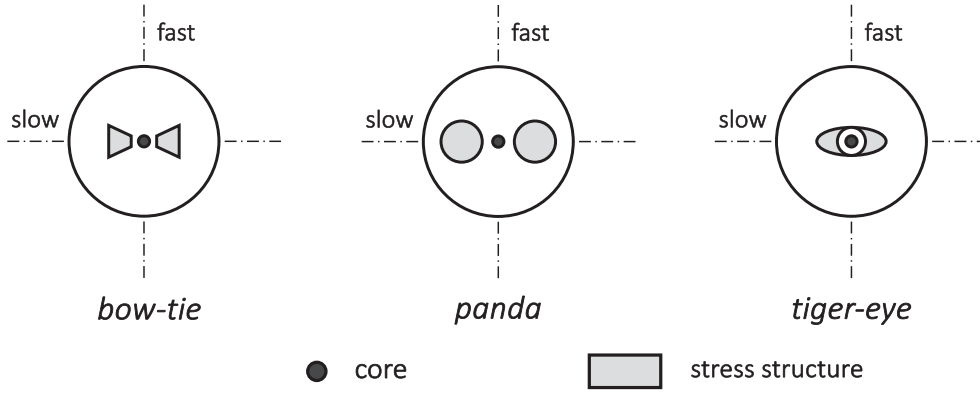 fast fast fast
slow slow slow
bow-tie panda tiger-eye
core stress structure